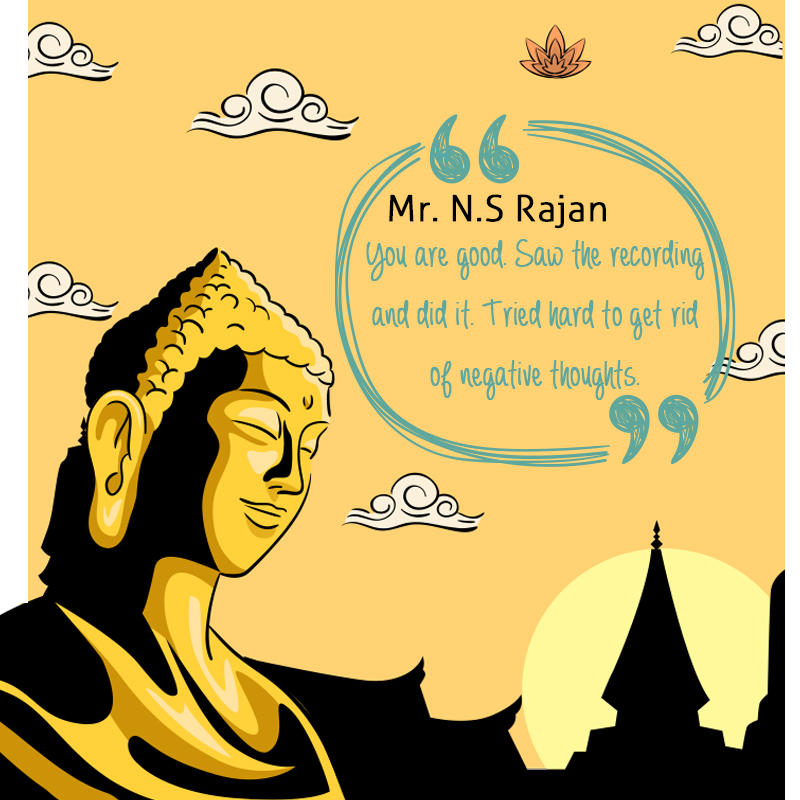 Mr. N.S Rajan
You are good. Saw the recording
and did it. Tried hard to get rid
of negative thoughts.